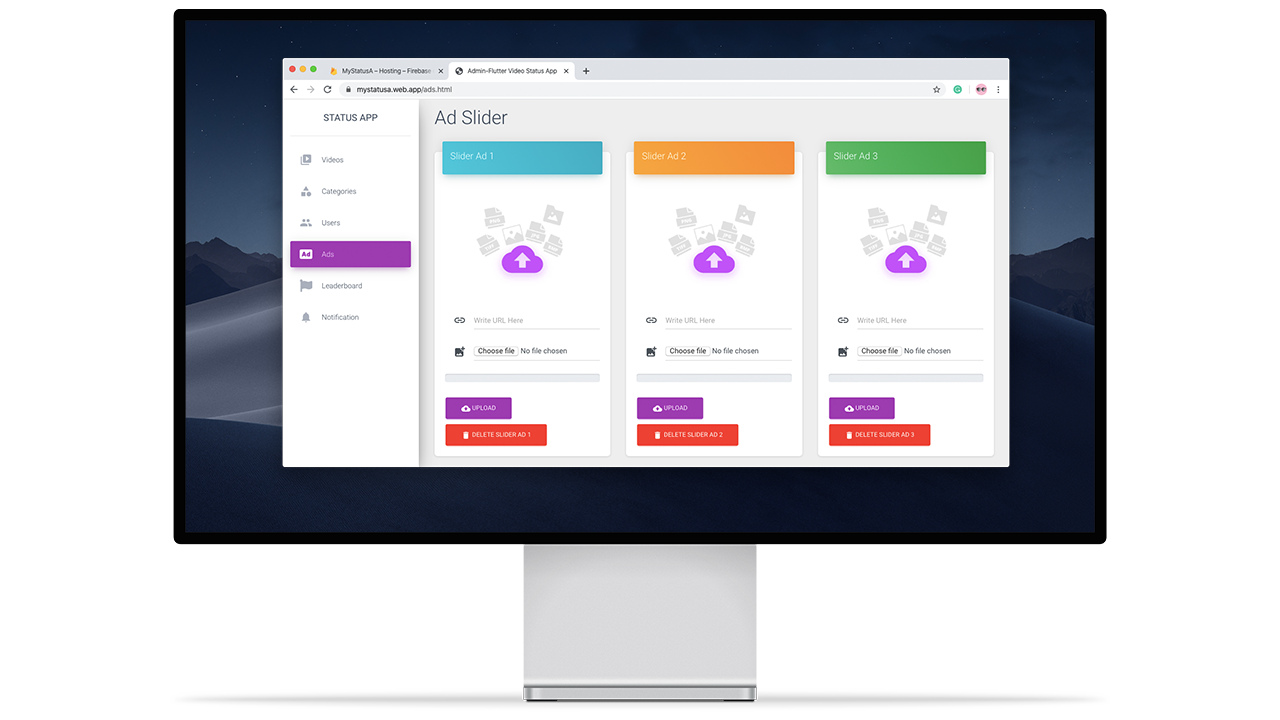 MyStatusA – Hosting – Firebase
Admin-Flutter Video Status App
mystatusa.web.app/ads.html
STATUS APP
Videos
Categories
Users
Ad Ads
Leaderboard
Notification
Ad Slider
Slider Ad 1
Write URL Here
Choose file No file chosen
UPLOAD
DELETE SLIDER AD 1
Slider Ad 2
Write URL Here
Choose file No file chosen
UPLOAD
DELETE SLIDER AD 2
Slider Ad 3
Write URL Here
Choose file No file chosen
UPLOAD
DELETE SLIDER AD 3